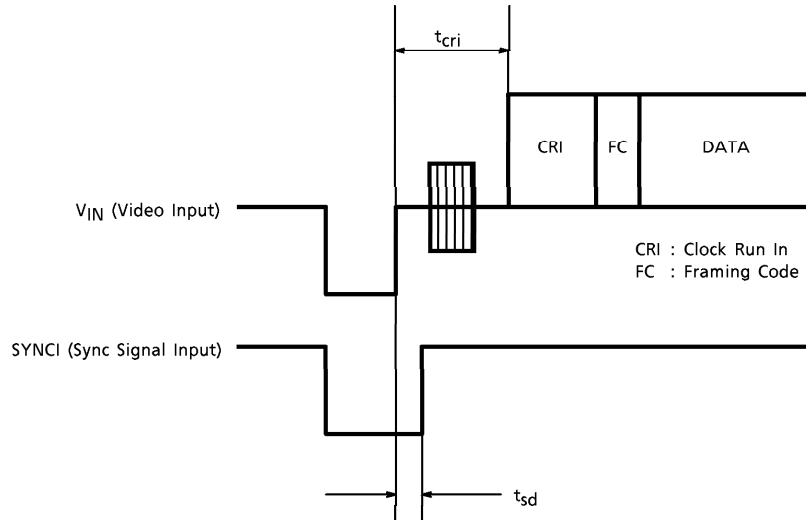 tcri
CRI FC DATA
VIN (Video Input)
CRI : Clock Run In
FC : Framing Code
SYNCI (Sync Signal Input)
tsd